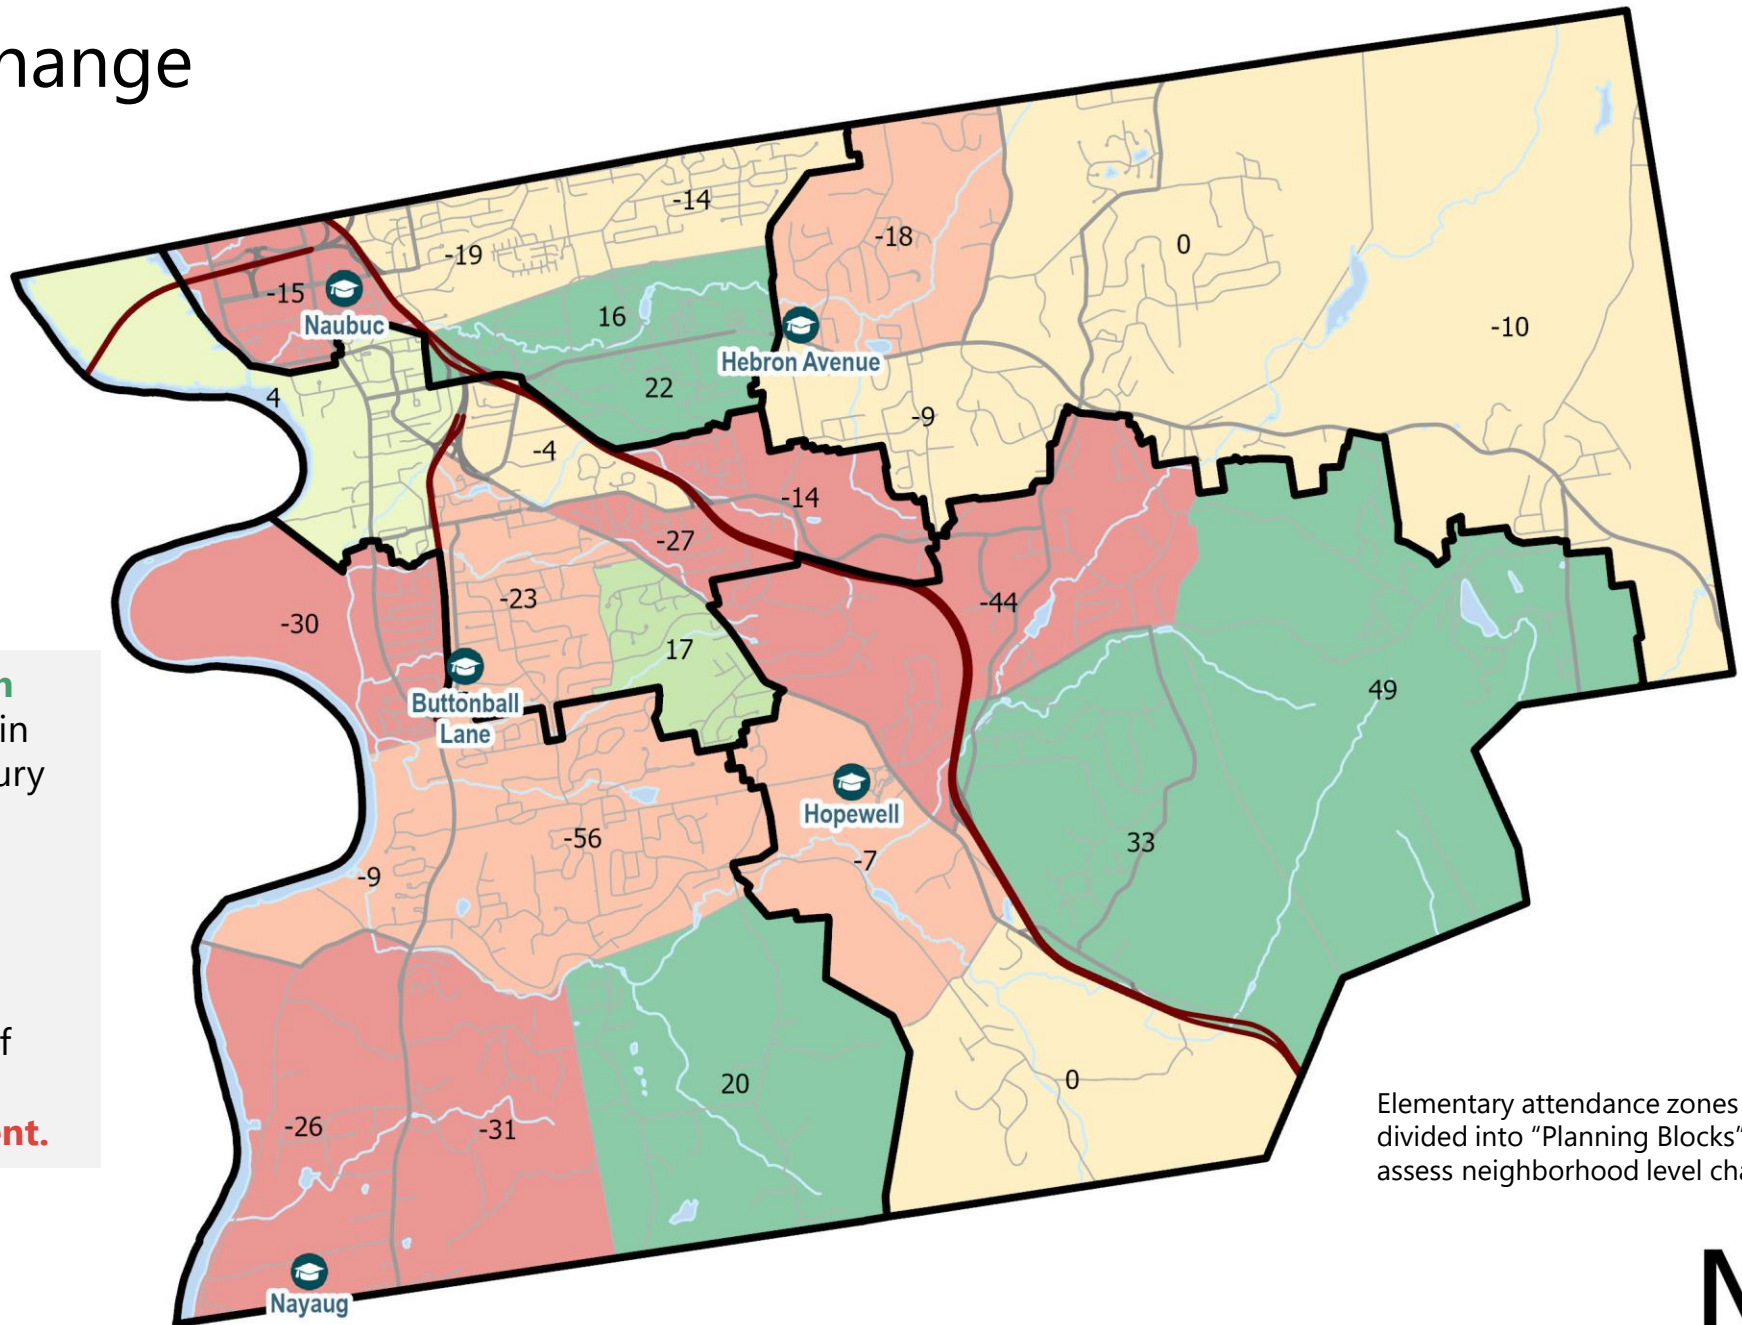 hange
-14
-18
0
-19
-15
Naubuc
16
Hebron Avenue
-10
22
4
-9
-4
-14
-27
-44
-23
-30
17
Buttonball
Lane
49
Hopewell
33
-56
-7
-9
20
0
-26
-31
Nayaug
in
ury
f
nt.
Elementary attendance zones
divided into “Planning Blocks”
assess neighborhood level cha